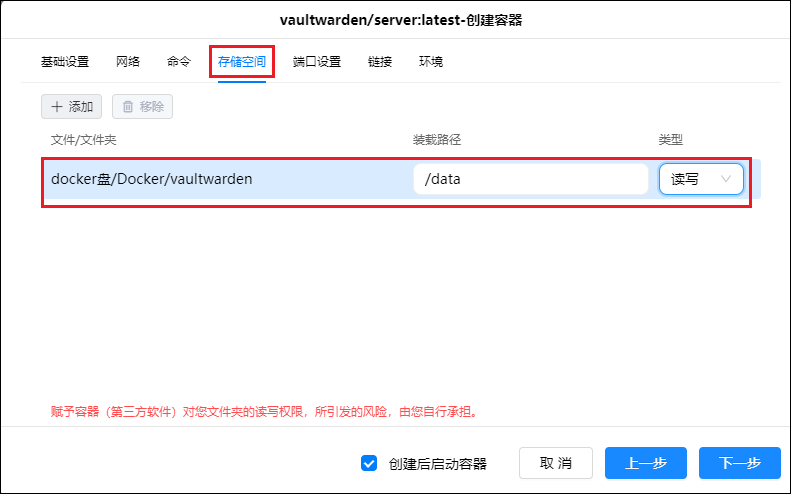 vaultwarden/server:latest-创建容器
基础设置 网络 命令 存储空间 端口设置 链接 环境
添加 移除
文件/文件夹 装载路径 类型
docker盘/Docker/vaultwarden /data 读写
赋予容器（第三方软件）对您文件夹的读写权限，所引发的风险，由您自行承担。
创建后启动容器 取消 上一步 下一步